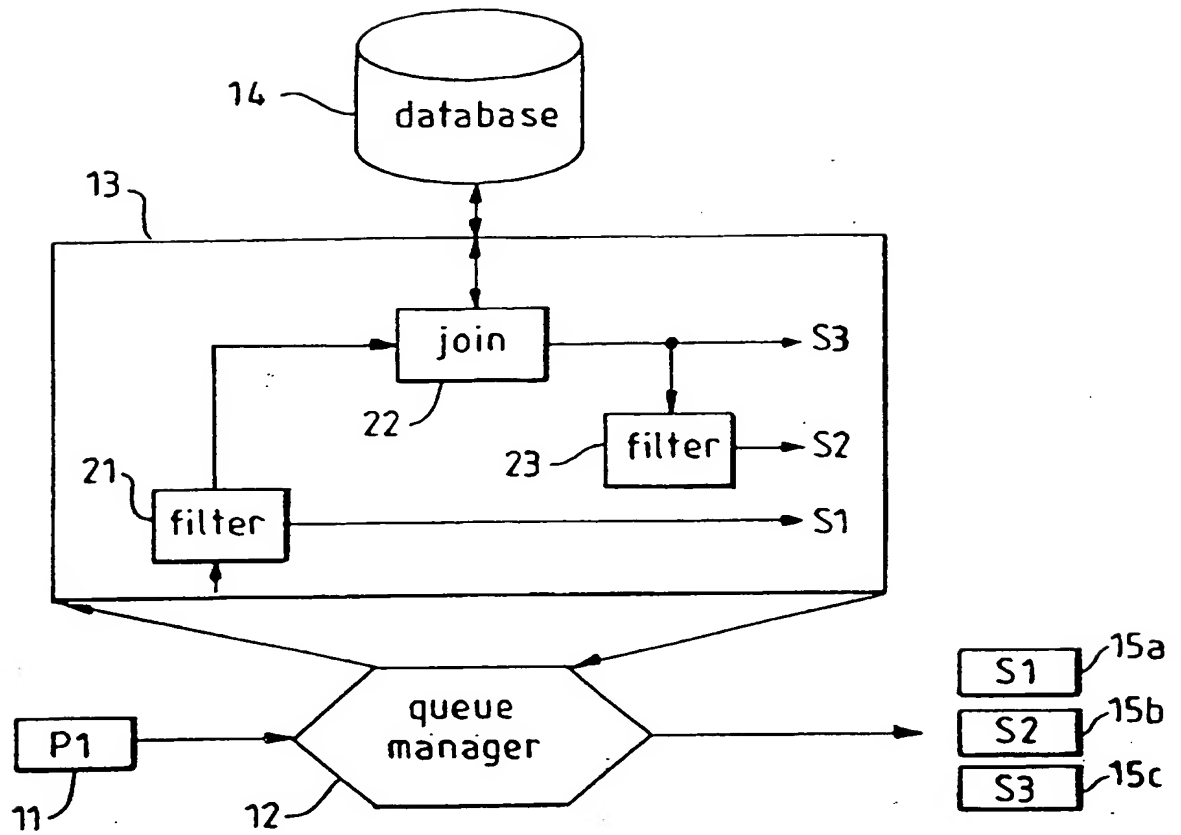 14
database
13
join
S3
22
21
filter
23
filter
S2
S1
queue
manager
P1
11
12
S1
15a
S2
15b
S3
15c